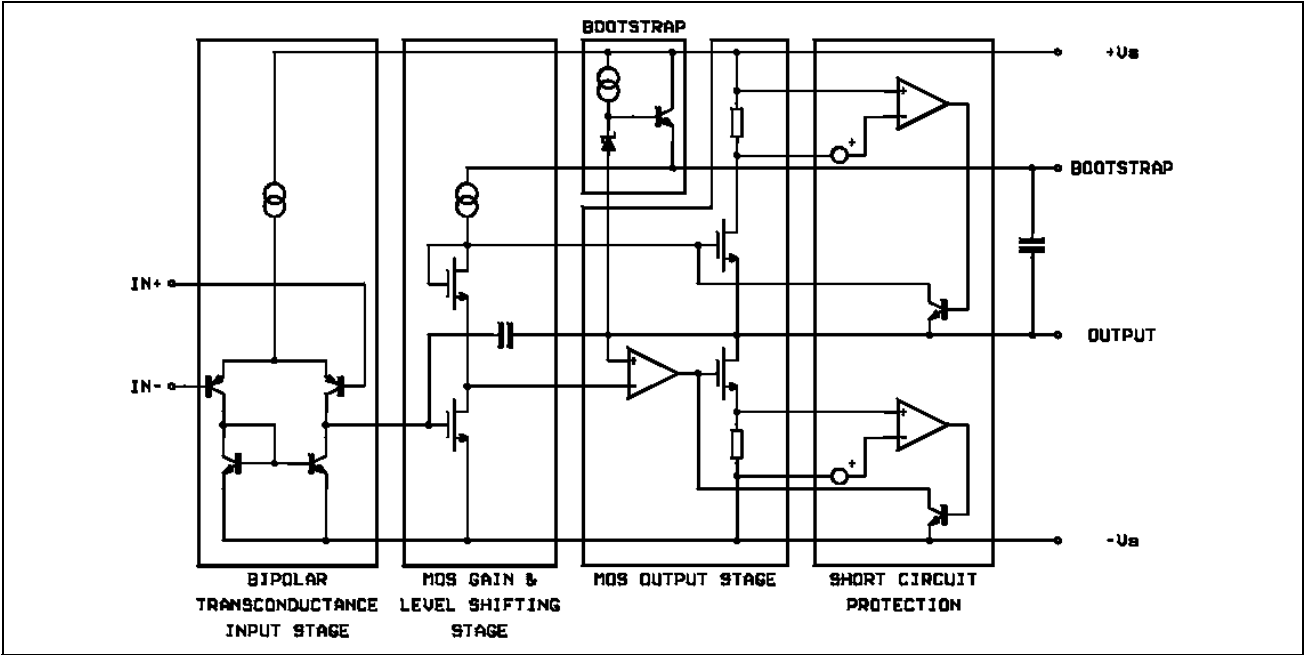 BOOTSTRAP
+Vs
+
-
+
BOOTSTRAP
IN+
OUTPUT
IN-
+
-
+
-
+
-Vs
BIPOLAR
TRANSCONDUCTANCE
INPUT STAGE
MOS GAIN &
LEVEL SHIFTING
STAGE
MOS OUTPUT STAGE
SHORT CIRCUIT
PROTECTION